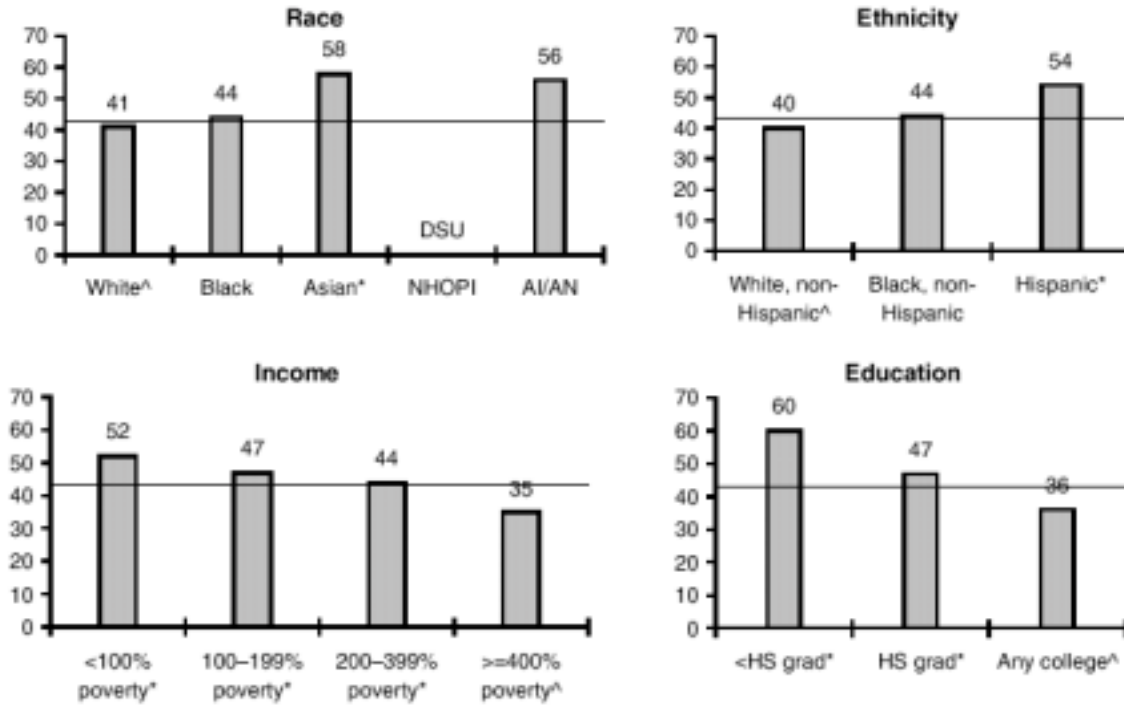 Race
70
60
50
40
30
20
10
0
41
44
58
DSU
56
White^
Black
Asian*
NHOPI
AI/AN
Ethnicity
70
60
50
40
30
20
10
0
40
44
54
White, non-
Hispanic^
Black, non-
Hispanic
Hispanic*
Income
70
60
50
40
30
20
10
0
52
47
44
35
<100%
poverty*
100–199%
poverty*
200–399%
poverty*
>=400%
poverty^
Education
70
60
50
40
30
20
10
0
60
47
36
<HS grad*
HS grad*
Any college^